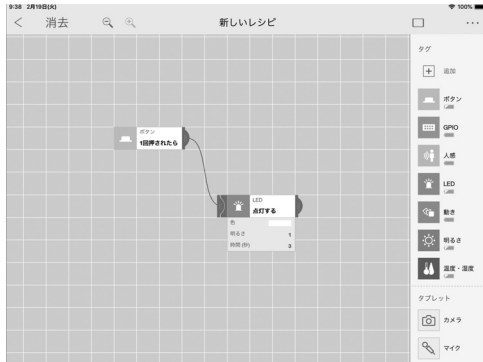 9:38 2月19日(火)
100%
消去
新しいレシピ
タグ
追加
ボタン
GPIO
人感
LED
動き
明るさ
温度・湿度
タブレット
カメラ
マイク
ボタン
1回押されたら
LED
点灯する
色
明るさ 1
時間(秒) 3